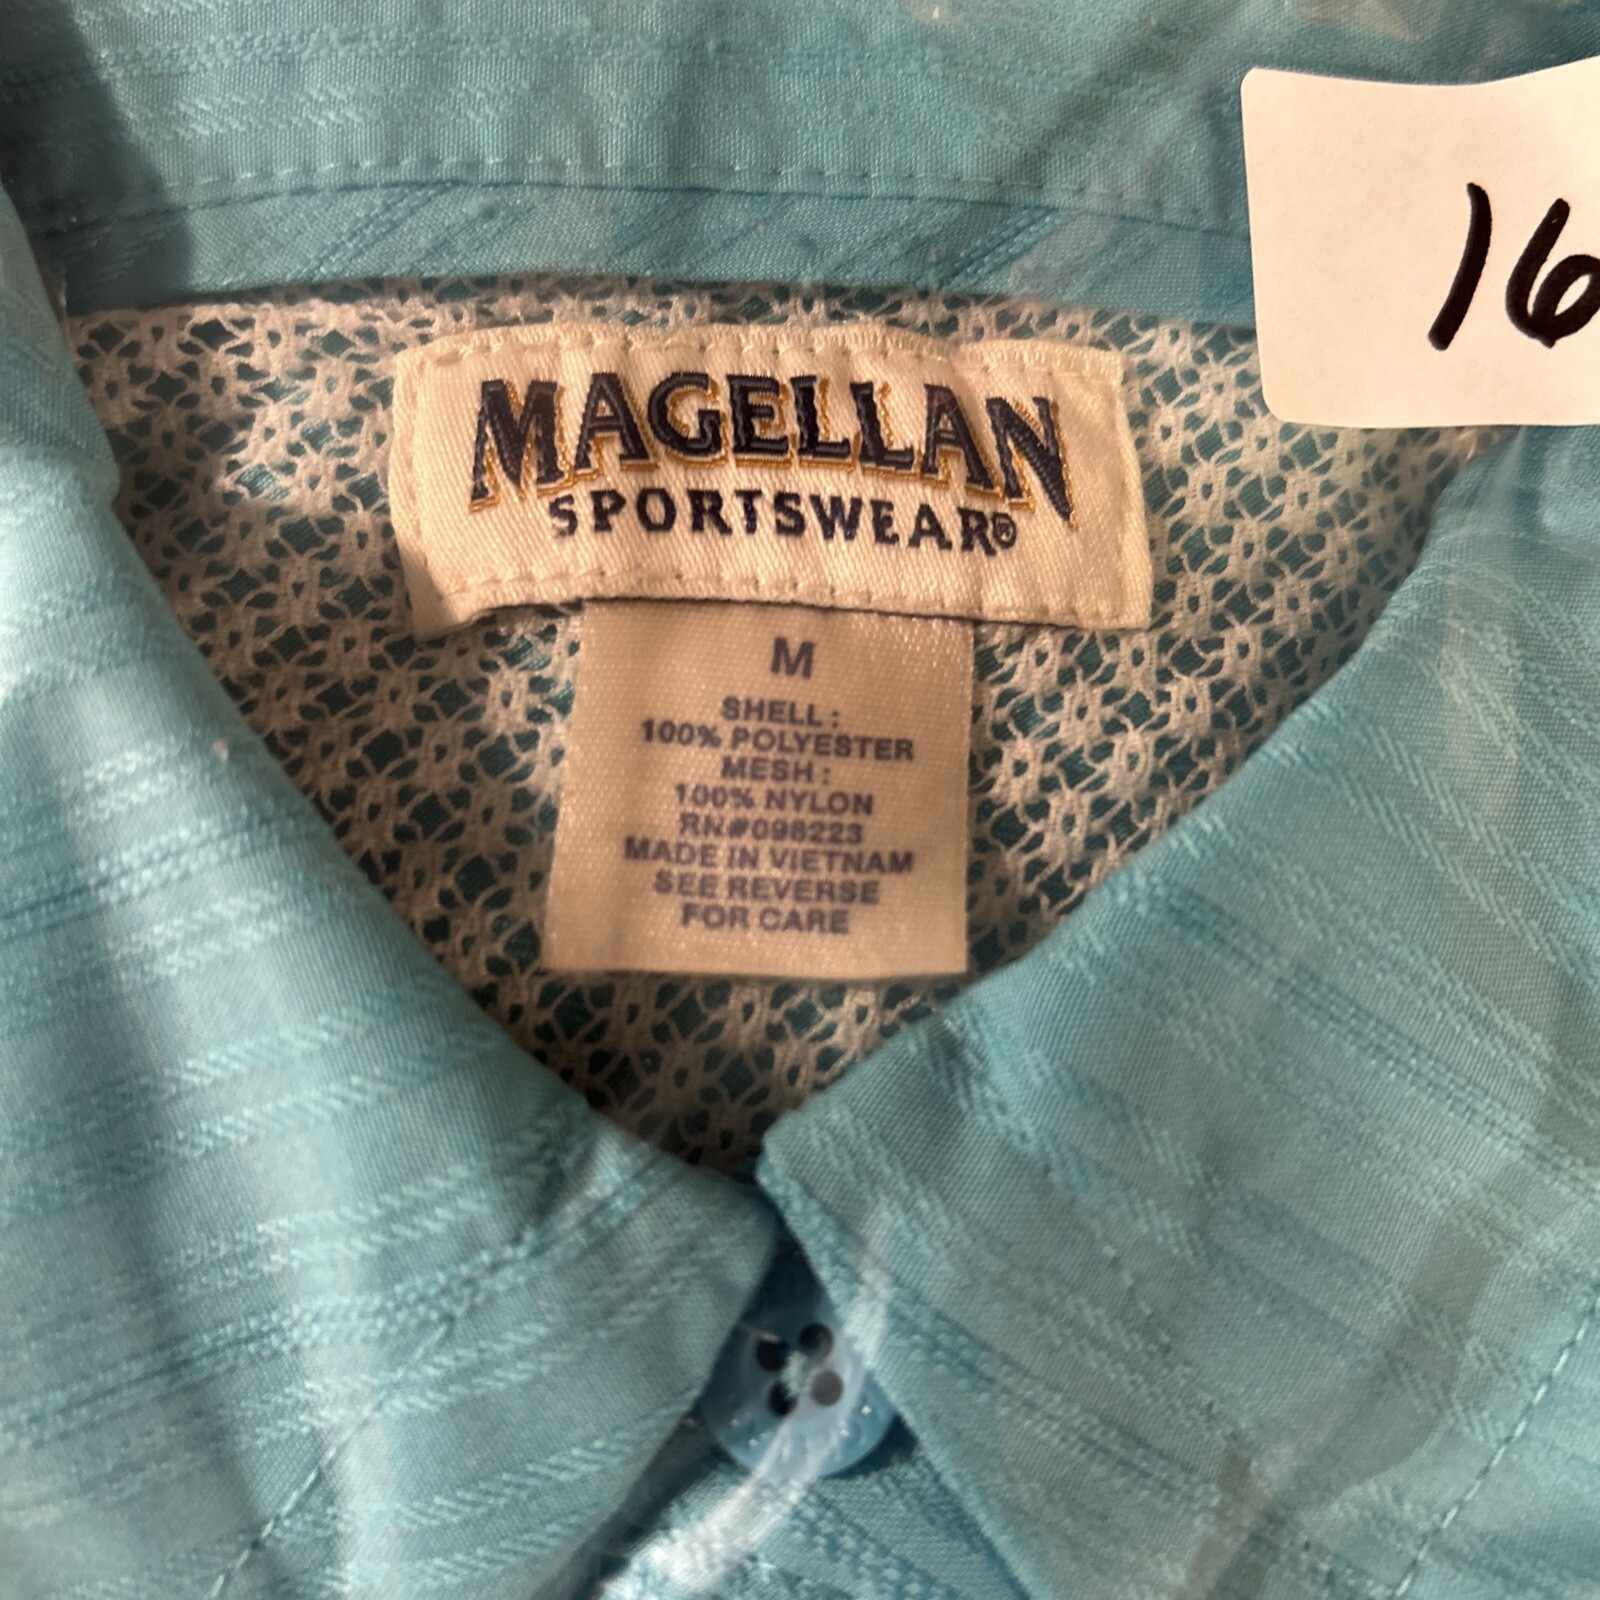 16
MAGELLAN
SPORTSWEAR®
M
SHELL:
100% POLYESTER
MESH:
100% NYLON
RN#098223
MADE IN VIETNAM
SEE REVERSE
FOR CARE